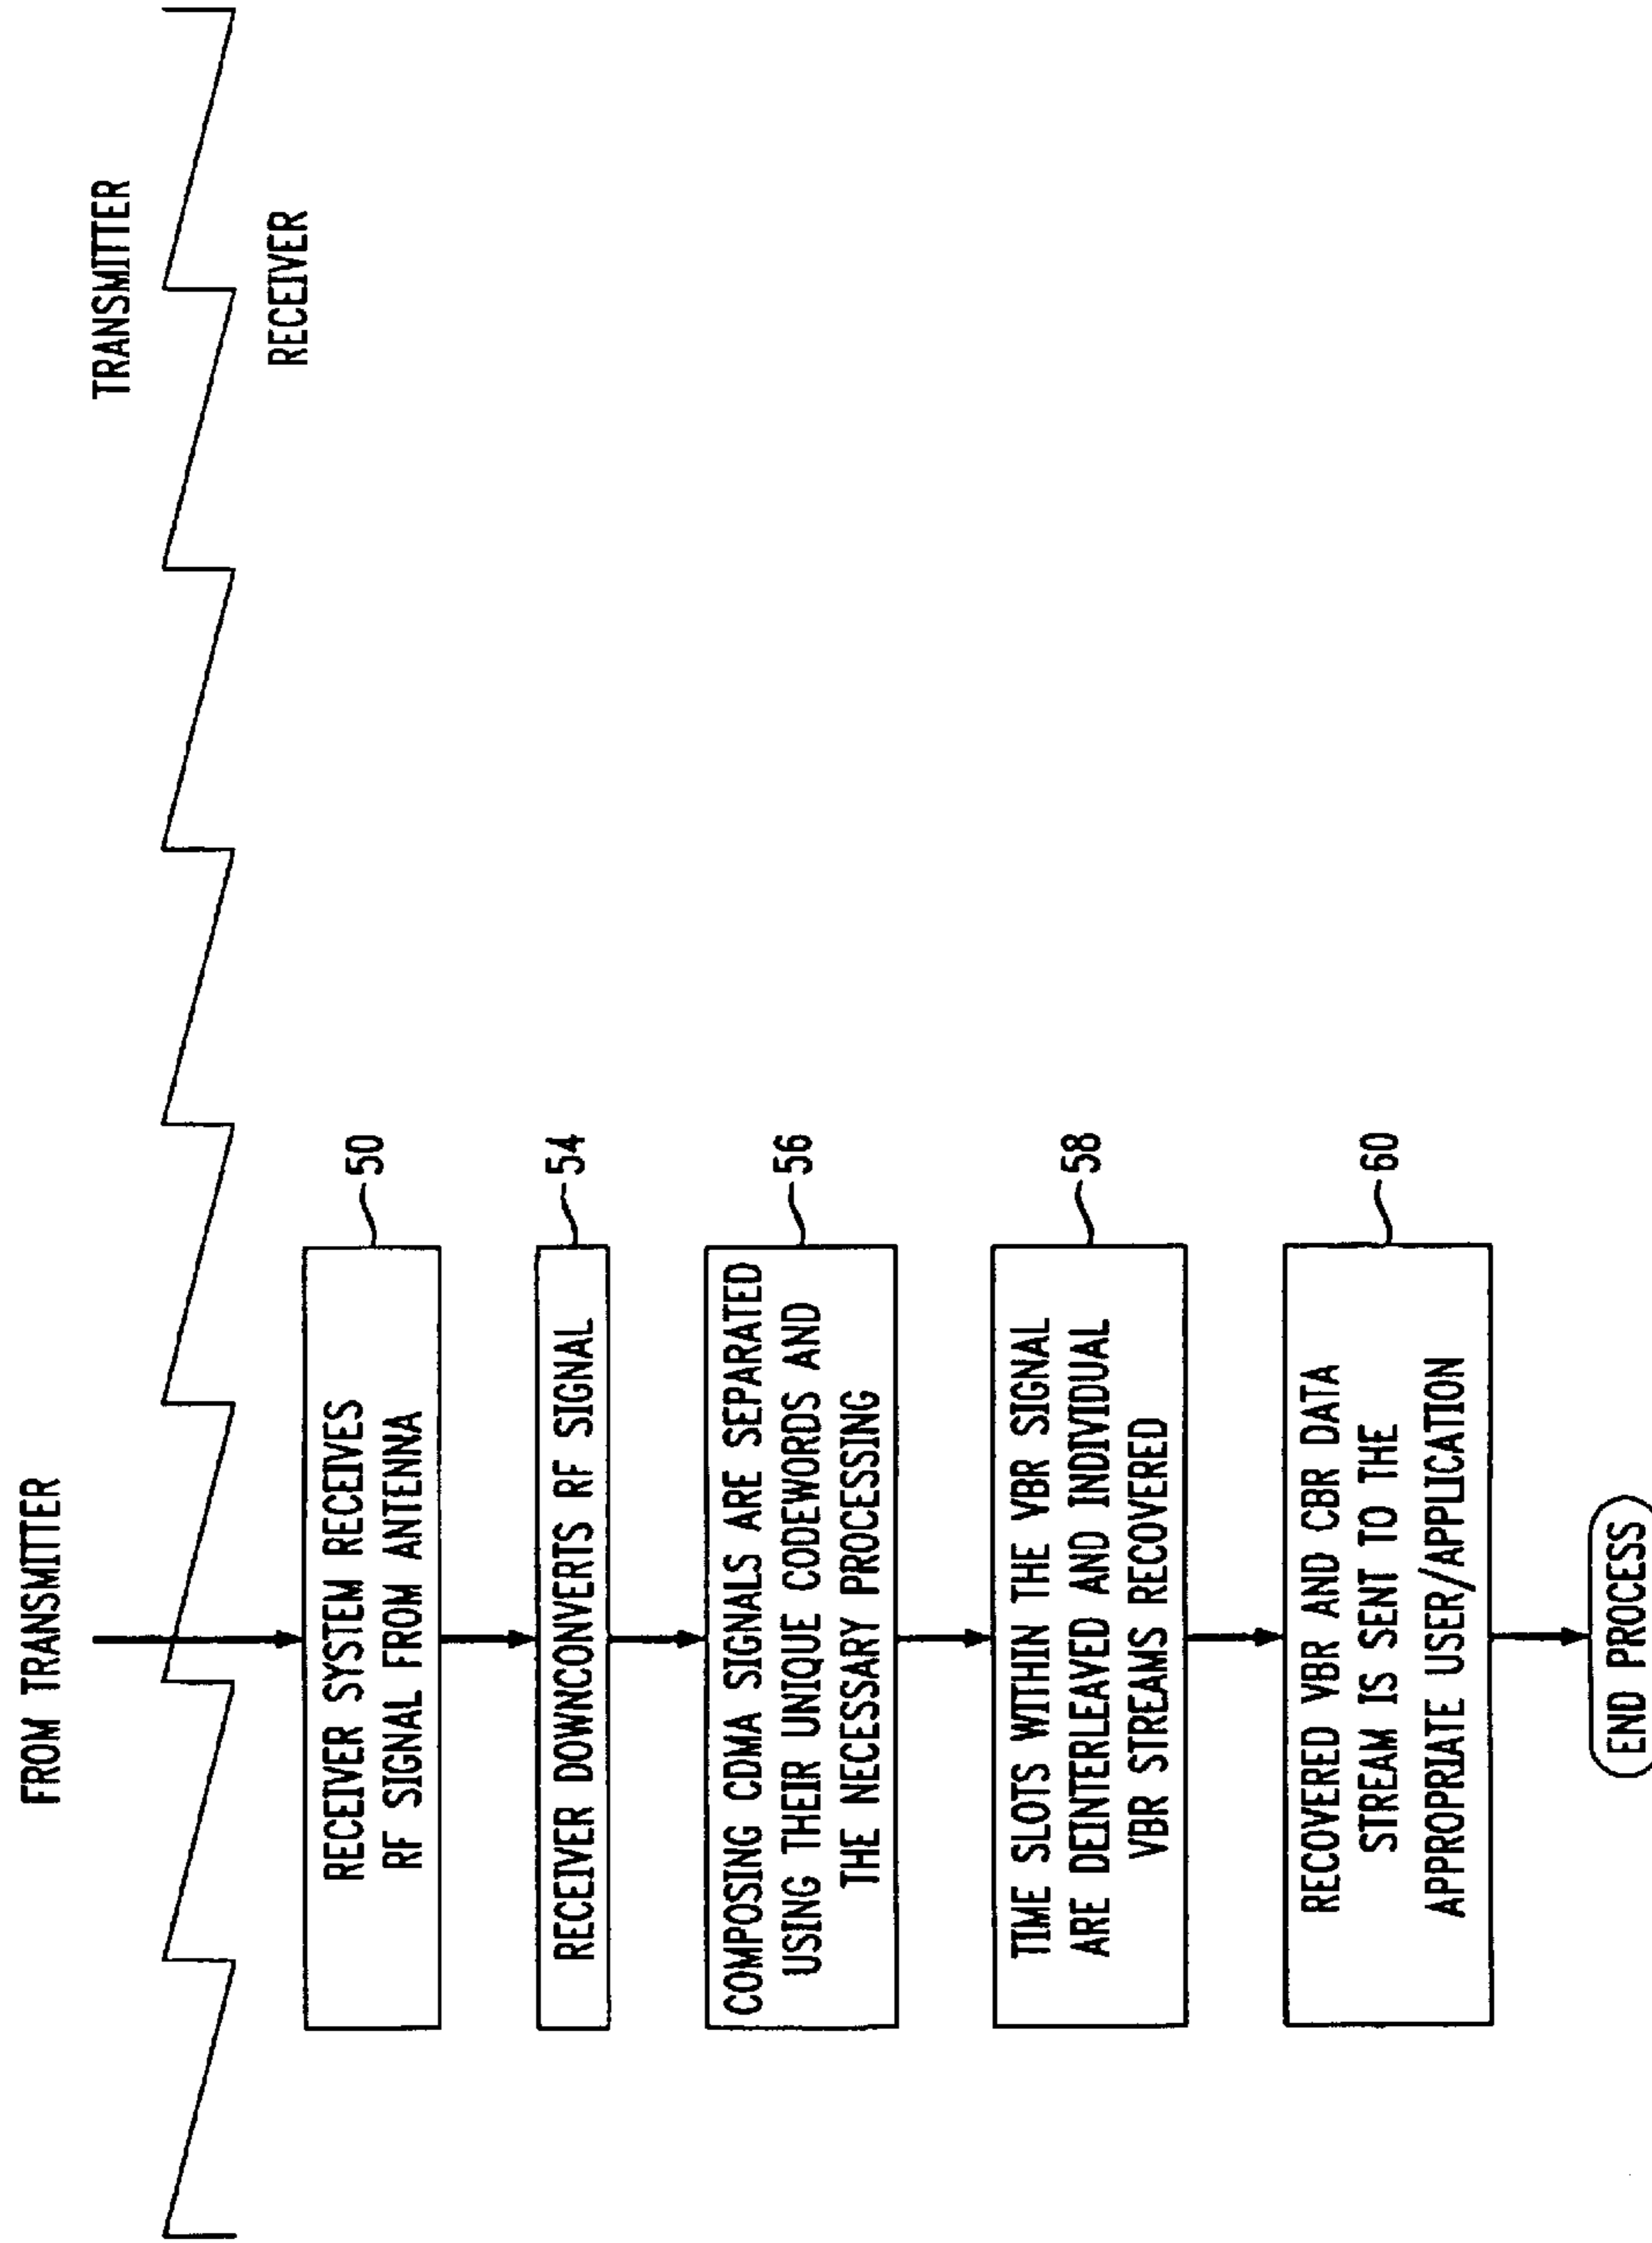 FROM TRANSMITTER
TRANSMITTER
RECEIVER
RECEIVER SYSTEM RECEIVES
RF SIGNAL FROM ANTENNA
50
RECEIVER DOWNCONVERTS RF SIGNAL
54
COMPOSING CDMA SIGNALS ARE SEPARATED
USING THEIR UNIQUE CODEWORDS AND
THE NECESSARY PROCESSING
56
TIME SLOTS WITHIN THE VBR SIGNAL
ARE DEINTERLEAVED AND INDIVIDUAL
VBR STREAMS RECOVERED
58
RECOVERED VBR AND CBR DATA
STREAM IS SENT TO THE
APPROPRIATE USER/APPLICATION
60
END PROCESS